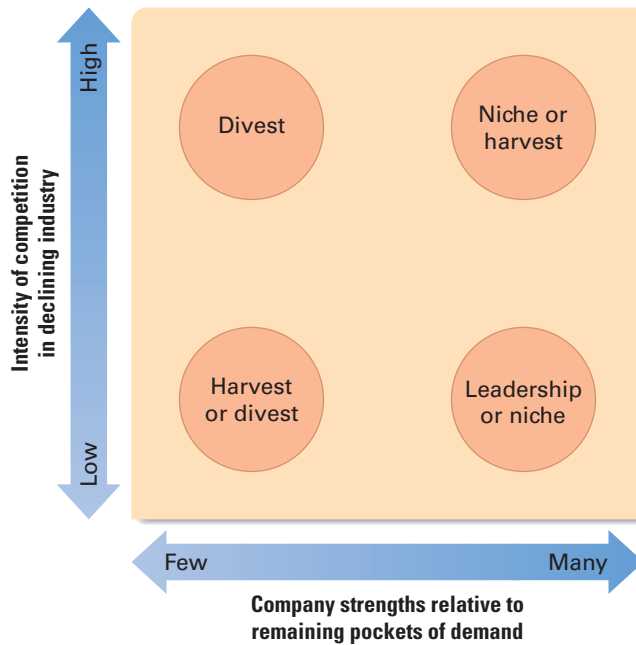 High
Intensity of competition
in declining industry
Low
Divest
Niche or
harvest
Harvest
or divest
Leadership
or niche
Few
Many
Company strengths relative to
remaining pockets of demand